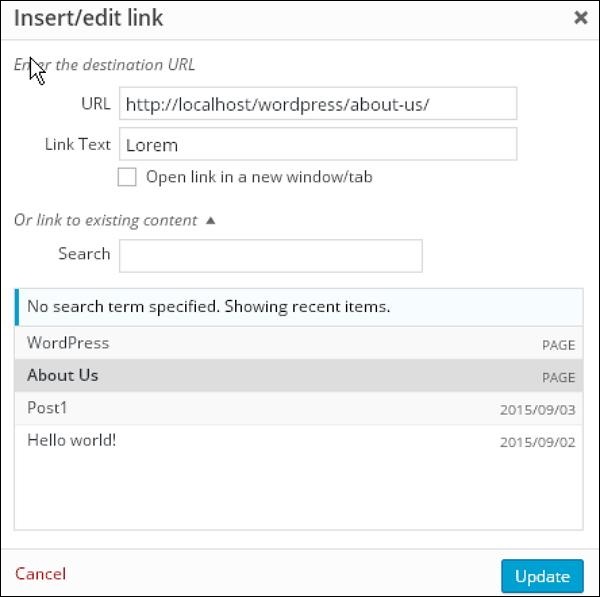 Insert/edit link
Enter the destination URL
URL http://localhost/wordpress/about-us/
Link Text Lorem
Open link in a new window/tab
Or link to existing content ▲
Search
No search term specified. Showing recent items.
WordPress PAGE
About Us PAGE
Post1 2015/09/03
Hello world! 2015/09/02
Cancel Update